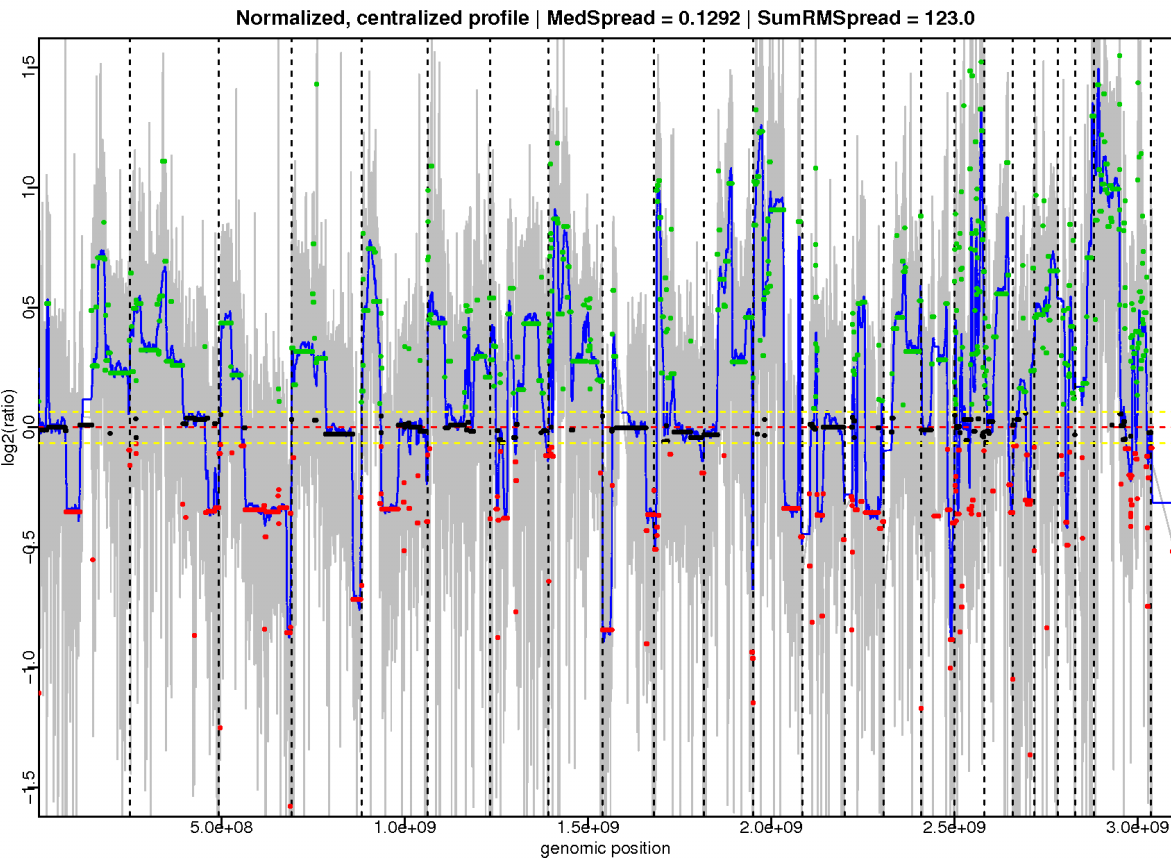 Normalized, centralized profile | MedSpread = 0.1292 | SumRMSpread = 123.0
1.5
1.0
0.5
0.0
−0.5
−1.0
−1.5
log2(ratio)
5.0e+08
1.0e+09
1.5e+09
2.0e+09
2.5e+09
3.0e+09
genomic position